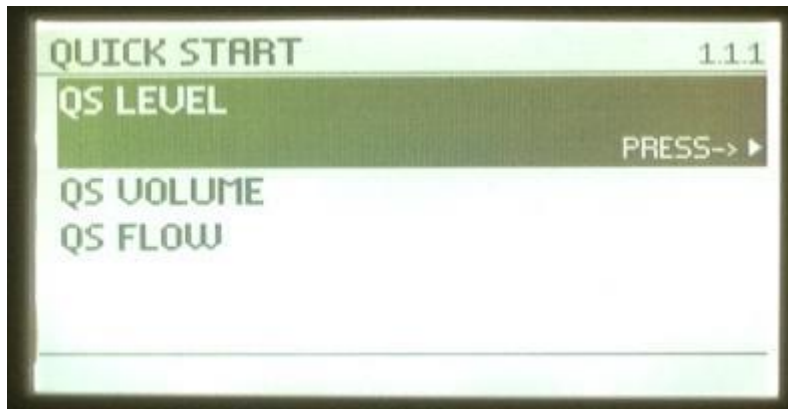 QUICK START 1.1.1
QS LEVEL
PRESS->
QS VOLUME
QS FLOW